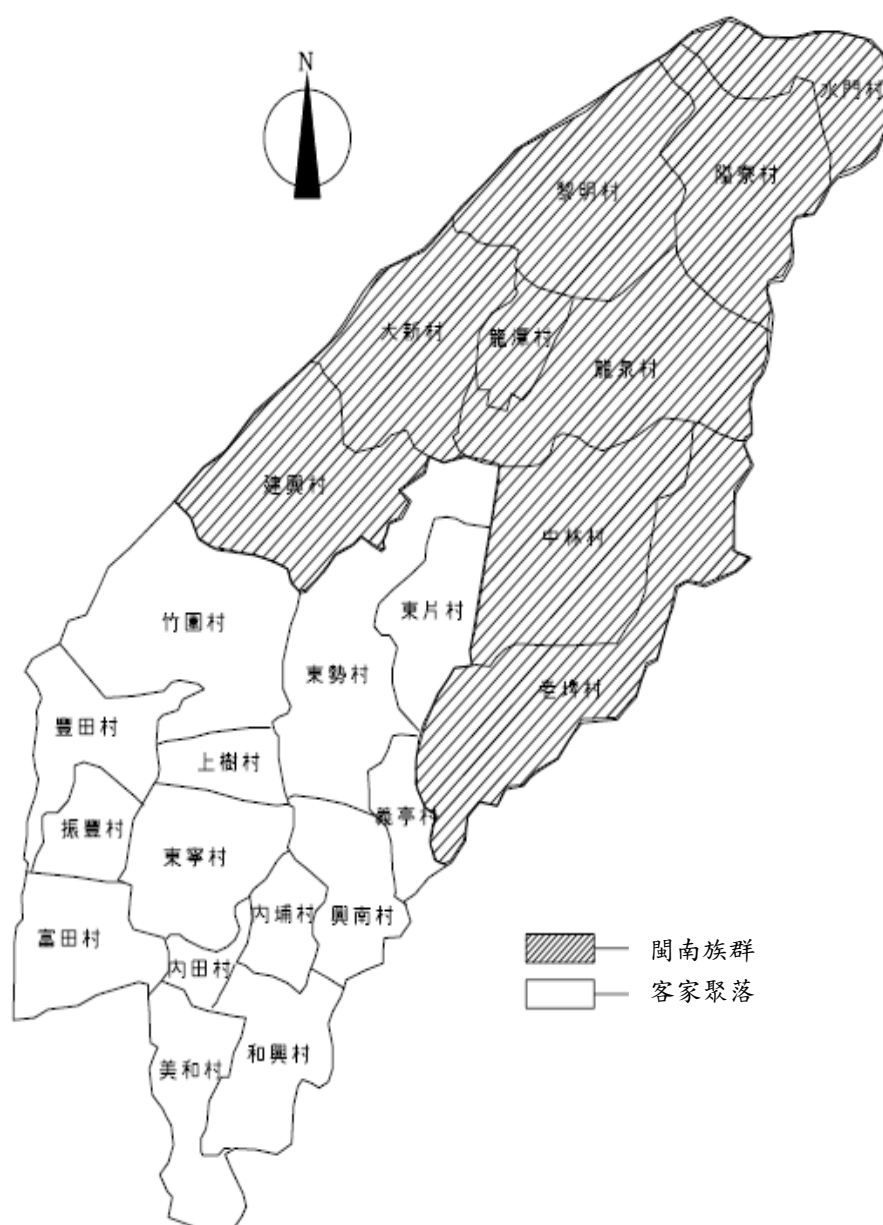 N
水門村
隘寮村
黎明村
大新村
龍潭村
龍泉村
建興村
中林村
竹圍村
東片村
東勢村
老埤村
豐田村
上樹村
振豐村
義亭村
東寧村
內埔村
興南村
富田村
內田村
和興村
美和村
閩南族群
客家聚落